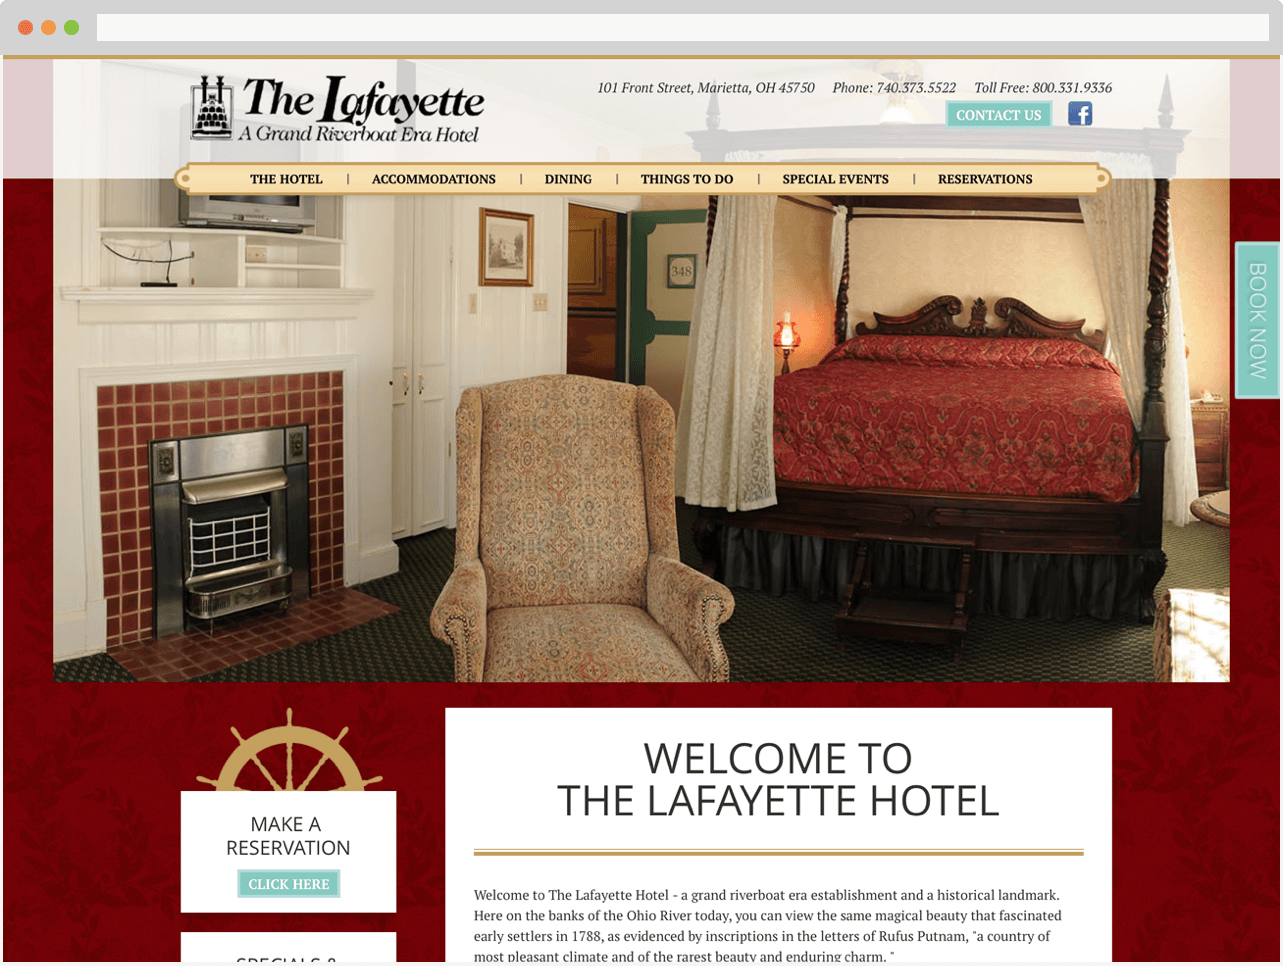 The Lafayette
A Grand Riverboat Era Hotel
101 Front Street, Marietta, OH 45750 Phone: 740.373.5522 Toll Free: 800.331.9336
CONTACT US
f
THE HOTEL | ACCOMMODATIONS | DINING | THINGS TO DO | SPECIAL EVENTS | RESERVATIONS
348
BOOK NOW
MAKE A
RESERVATION
CLICK HERE
SPECIALS &
WELCOME TO
THE LAFAYETTE HOTEL
Welcome to The Lafayette Hotel - a grand riverboat era establishment and a historical landmark.
Here on the banks of the Ohio River today, you can view the same magical beauty that fascinated
early settlers in 1788, as evidenced by inscriptions in the letters of Rufus Putnam, "a country of
most pleasant climate and of the rarest beauty and enduring charm. "